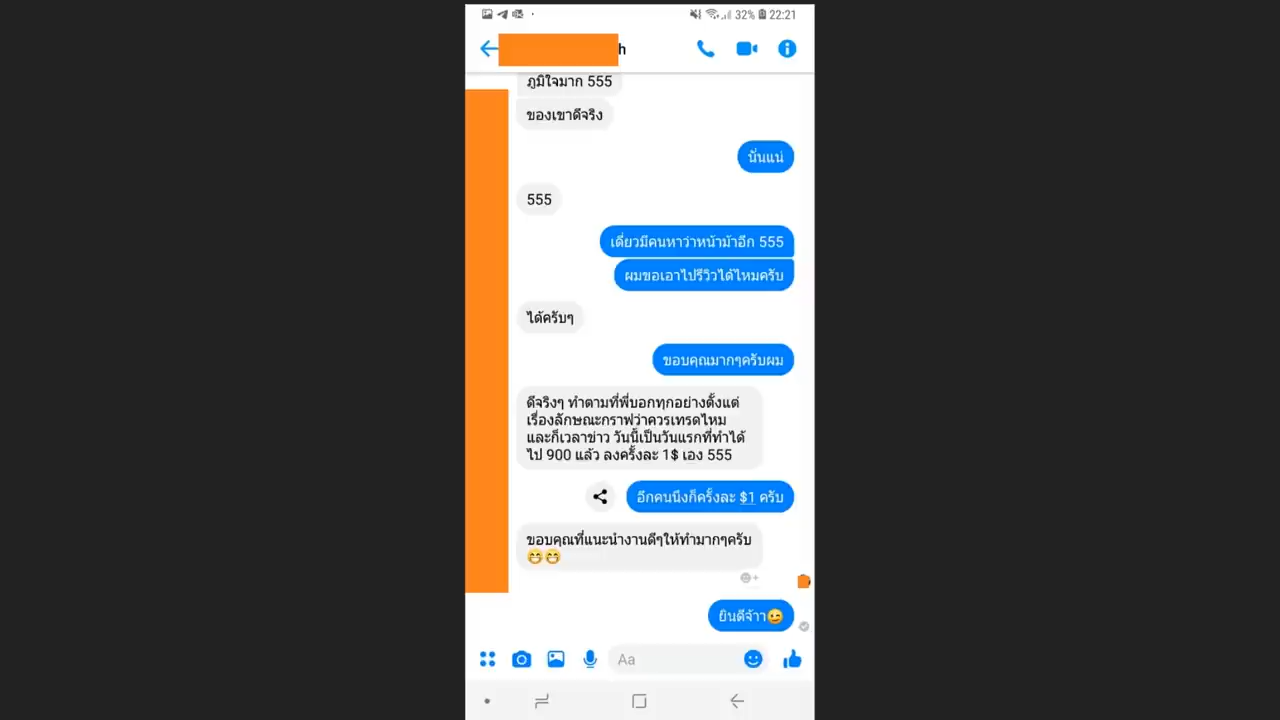 32% 22:21
h
ภูมิใจมาก 555
ของเขาดีจริง
นั่นแน่
555
เดี๋ยวมีคนหาว่าหน้าม้าอีก 555
ผมขอเอาไปรีวิวได้ไหมครับ
ได้ครับๆ
ขอบคุณมากๆครับผม
ดีจริงๆ ทำตามที่พี่บอกทุกอย่างตั้งแต่
เรื่องลักษณะกราฟว่าควรเทรดไหม
และก็เวลาข่าว วันนี้เป็นวันแรกที่ทำได้
ไป 900 แล้ว ลงครั้งละ 1$ เอง 555
อีกคนนึงก็ครั้งละ $1 ครับ
ขอบคุณที่แนะนำงานดีๆให้ทำมากๆครับ
😁😁
ยินดีจ้าา😉
Aa